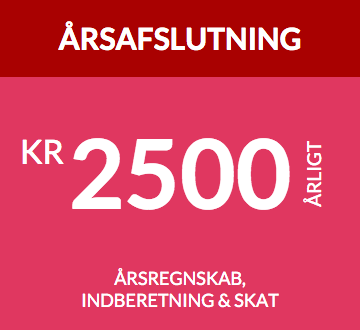 ÅRSAFSLUTNING
KR 2500 ÅRLIGT
ÅRSREGNSKAB,
INDBERETNING & SKAT